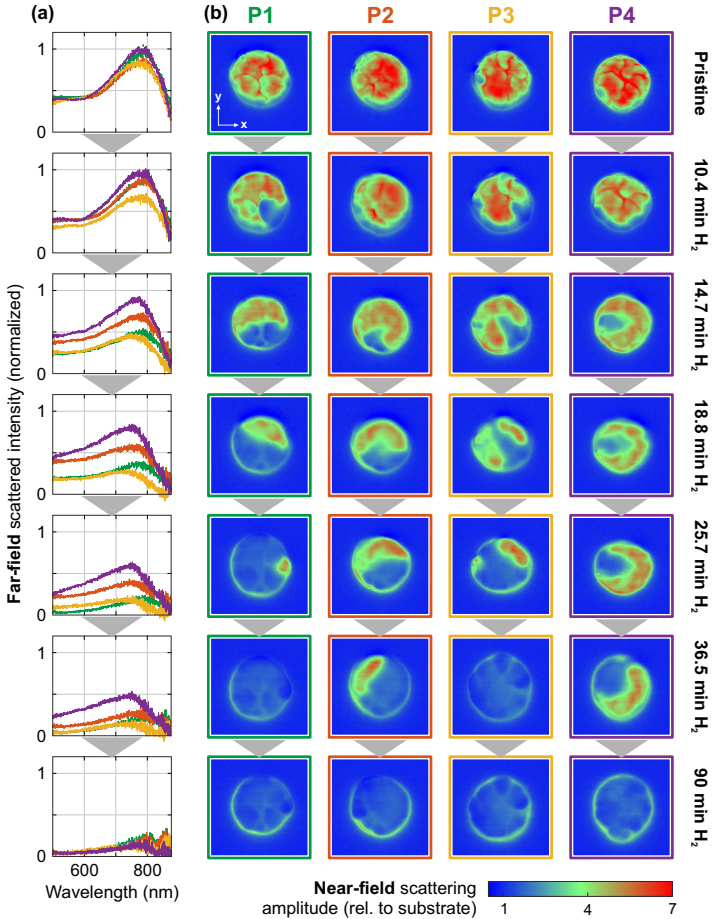 (a)
(b)
P1
P2
P3
P4
1
0
y
x
Pristine
1
0
10.4 min H2
1
0
14.7 min H2
1
0
18.8 min H2
1
0
25.7 min H2
1
0
36.5 min H2
1
0
90 min H2
600
800
Wavelength (nm)
Far-field scattered intensity (normalized)
Near-field scattering
amplitude (rel. to substrate)
1
4
7